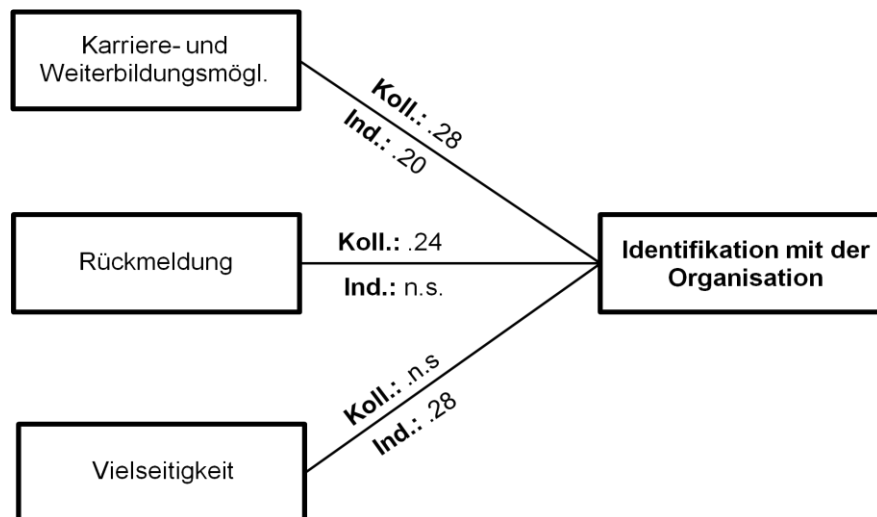 Karriere- und
Weiterbildungsmögl.
Koll.: .28
Ind.: .20
Rückmeldung
Koll.: .24
Ind.: n.s.
Identifikation mit der
Organisation
Koll.: .n.s
Ind.: .28
Vielseitigkeit